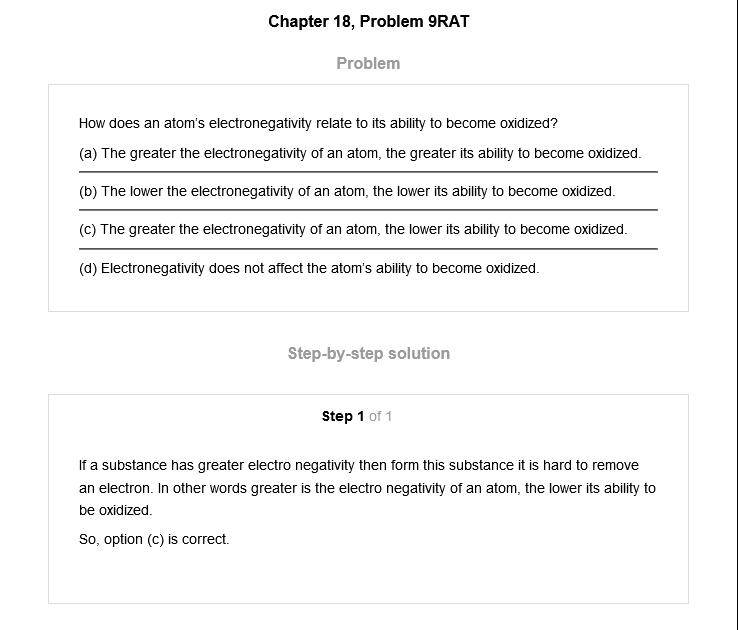 Chapter 18, Problem 9RAT
Problem
How does an atom's electronegativity relate to its ability to become oxidized?
(a) The greater the electronegativity of an atom, the greater its ability to become oxidized.
(b) The lower the electronegativity of an atom, the lower its ability to become oxidized.
(c) The greater the electronegativity of an atom, the lower its ability to become oxidized.
(d) Electronegativity does not affect the atom's ability to become oxidized.
Step-by-step solution
Step 1 of 1
If a substance has greater electro negativity then form this substance it is hard to remove
an electron. In other words greater is the electro negativity of an atom, the lower its ability to
be oxidized.
So, option (c) is correct.